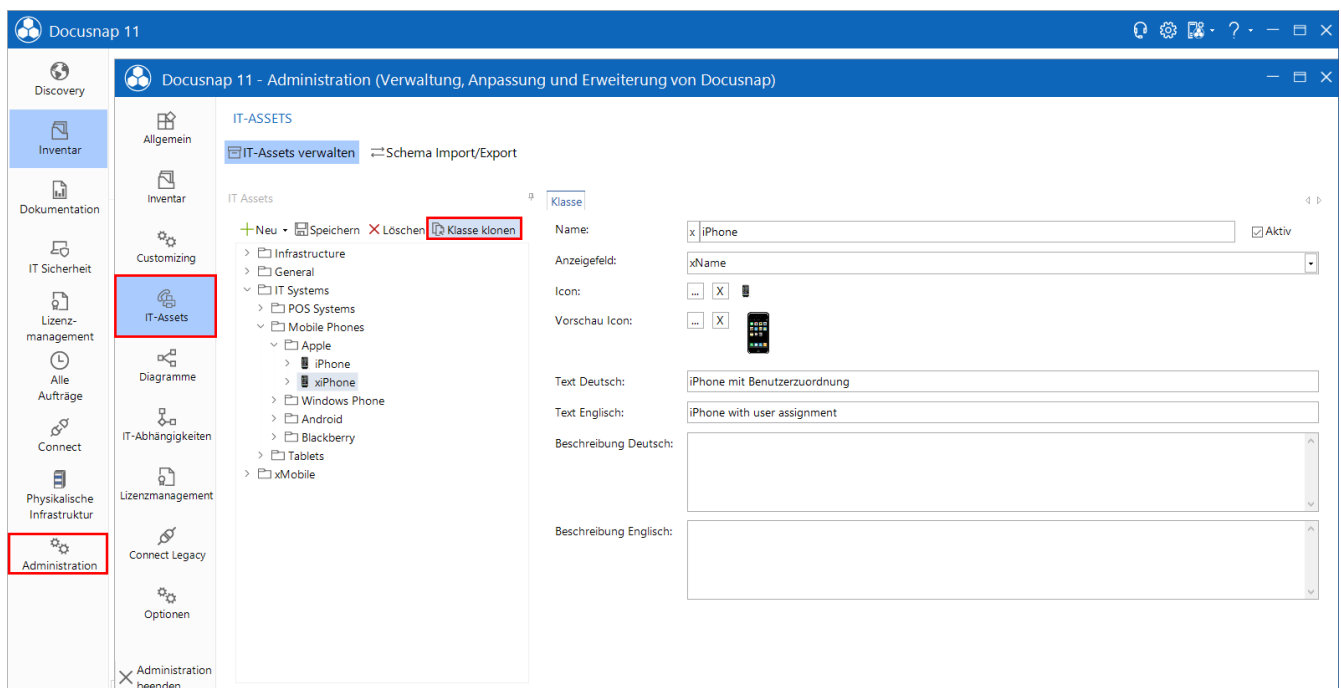 Docusnap 11
Discovery
Inventar
Dokumentation
IT Sicherheit
Lizenz-
management
Alle
Aufträge
Connect
Physikalische
Infrastruktur
Administration
Docusnap 11 - Administration (Verwaltung, Anpassung und Erweiterung von Docusnap)
Allgemein
Inventar
Customizing
IT-Assets
Diagramme
IT-Abhängigkeiten
Lizenzmanagement
Connect Legacy
Optionen
Administration
beenden
IT-ASSETS
IT-Assets verwalten Schema Import/Export
IT Assets
Neu Speichern Löschen Klasse klonen
Infrastructure
General
IT Systems
POS Systems
Mobile Phones
Apple
iPhone
xiPhone
Windows Phone
Android
Blackberry
Tablets
xMobile
Klasse
Name: x iPhone Aktiv
Anzeigefeld: xName
Icon: ... X
Vorschau Icon: ... X
Text Deutsch: iPhone mit Benutzerzuordnung
Text Englisch: iPhone with user assignment
Beschreibung Deutsch:
Beschreibung Englisch: